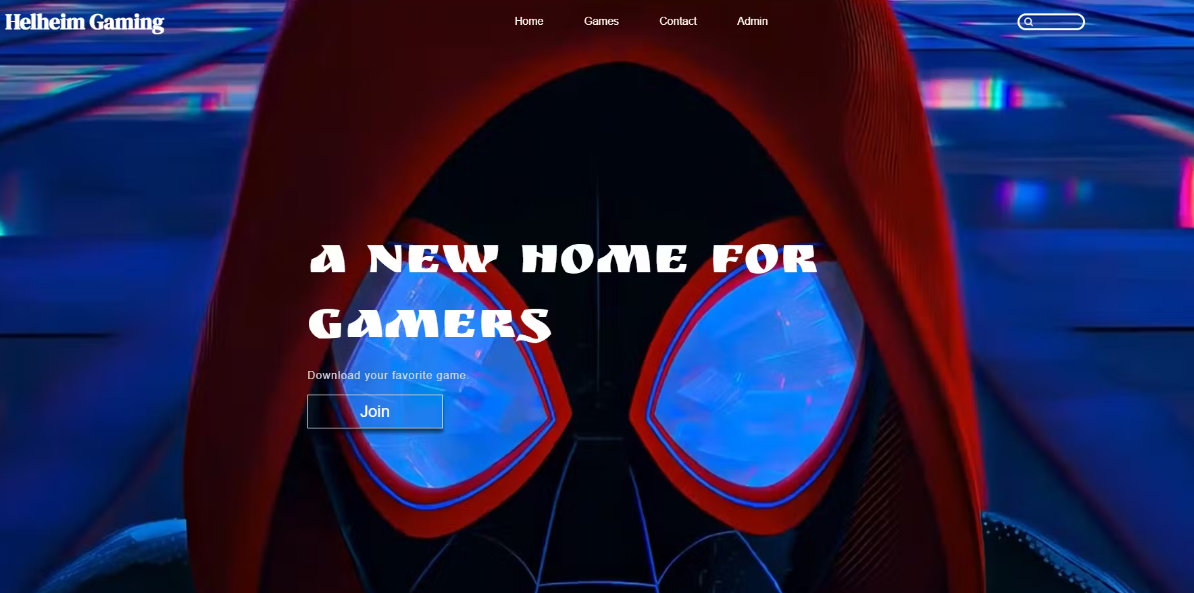 Helheim Gaming
Home Games Contact Admin
A NEW HOME FOR
GAMERS
Download your favorite game.
Join